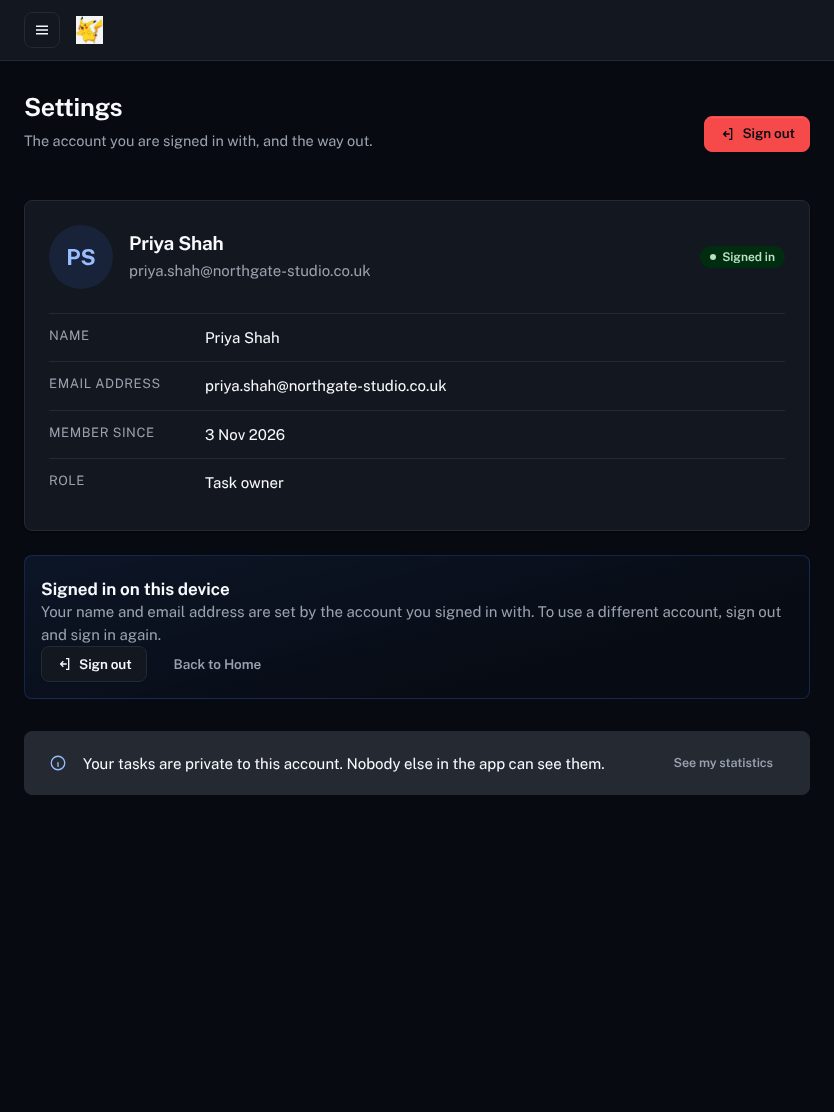 Settings
The account you are signed in with, and the way out.
Sign out
PS
Priya Shah
priya.shah@northgate-studio.co.uk
Signed in
NAME
Priya Shah
EMAIL ADDRESS
priya.shah@northgate-studio.co.uk
MEMBER SINCE
3 Nov 2026
ROLE
Task owner
Signed in on this device
Your name and email address are set by the account you signed in with. To use a different account, sign out
and sign in again.
Sign out
Back to Home
Your tasks are private to this account. Nobody else in the app can see them.
See my statistics